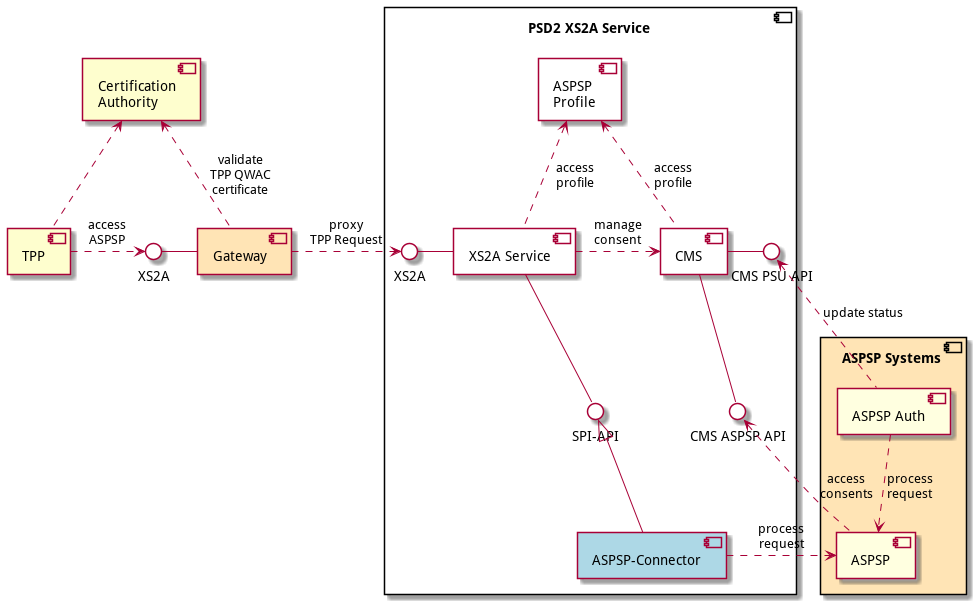 PSD2 XS2A Service
Certification
Authority
ASPSP
Profile
validate
TPP QWAC
certificate
access
profile
access
profile
TPP
access
ASPSP
XS2A
Gateway
proxy
TPP Request
XS2A
XS2A Service
manage
consent
CMS
CMS PSU API
update status
ASPSP Systems
ASPSP Auth
SPI-API
CMS ASPSP API
access
consents
process
request
ASPSP-Connector
process
request
ASPSP